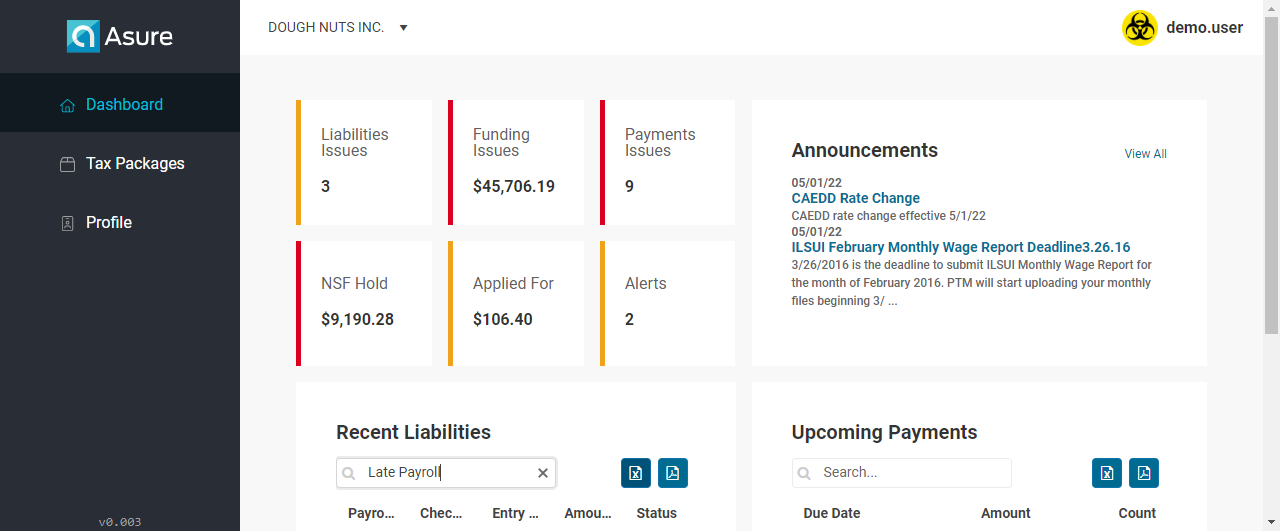 Asure
DOUGH NUTS INC.
demo.user
Dashboard
Tax Packages
Profile
v0.003
Liabilities
Issues
3
Funding
Issues
$45,706.19
Payments
Issues
9
NSF Hold
$9,190.28
Applied For
$106.40
Alerts
2
Announcements
View All
05/01/22
CAEDD Rate Change
CAEDD rate change effective 5/1/22
05/01/22
ILSUI February Monthly Wage Report Deadline3.26.16
3/26/2016 is the deadline to submit ILSUI Monthly Wage Report for
the month of February 2016. PTM will start uploading your monthly
files beginning 3/ ...
Recent Liabilities
Late Payroll
Payro... Chec... Entry ... Amou... Status
Upcoming Payments
Search...
Due Date Amount Count